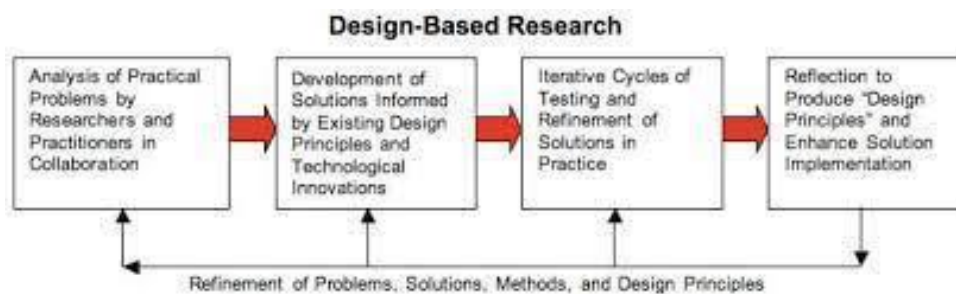 Design-Based Research
Analysis of Practical
Problems by
Researchers and
Practitioners in
Collaboration
Development of
Solutions Informed
by Existing Design
Principles and
Technological
Innovations
Iterative Cycles of
Testing and
Refinement of
Solutions in
Practice
Reflection to
Produce "Design
Principles" and
Enhance Solution
Implementation
Refinement of Problems, Solutions, Methods, and Design Principles